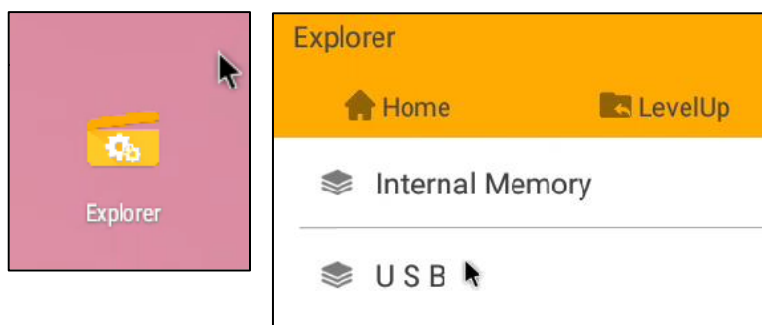 Explorer
Explorer
Home LevelUp
Internal Memory
U S B